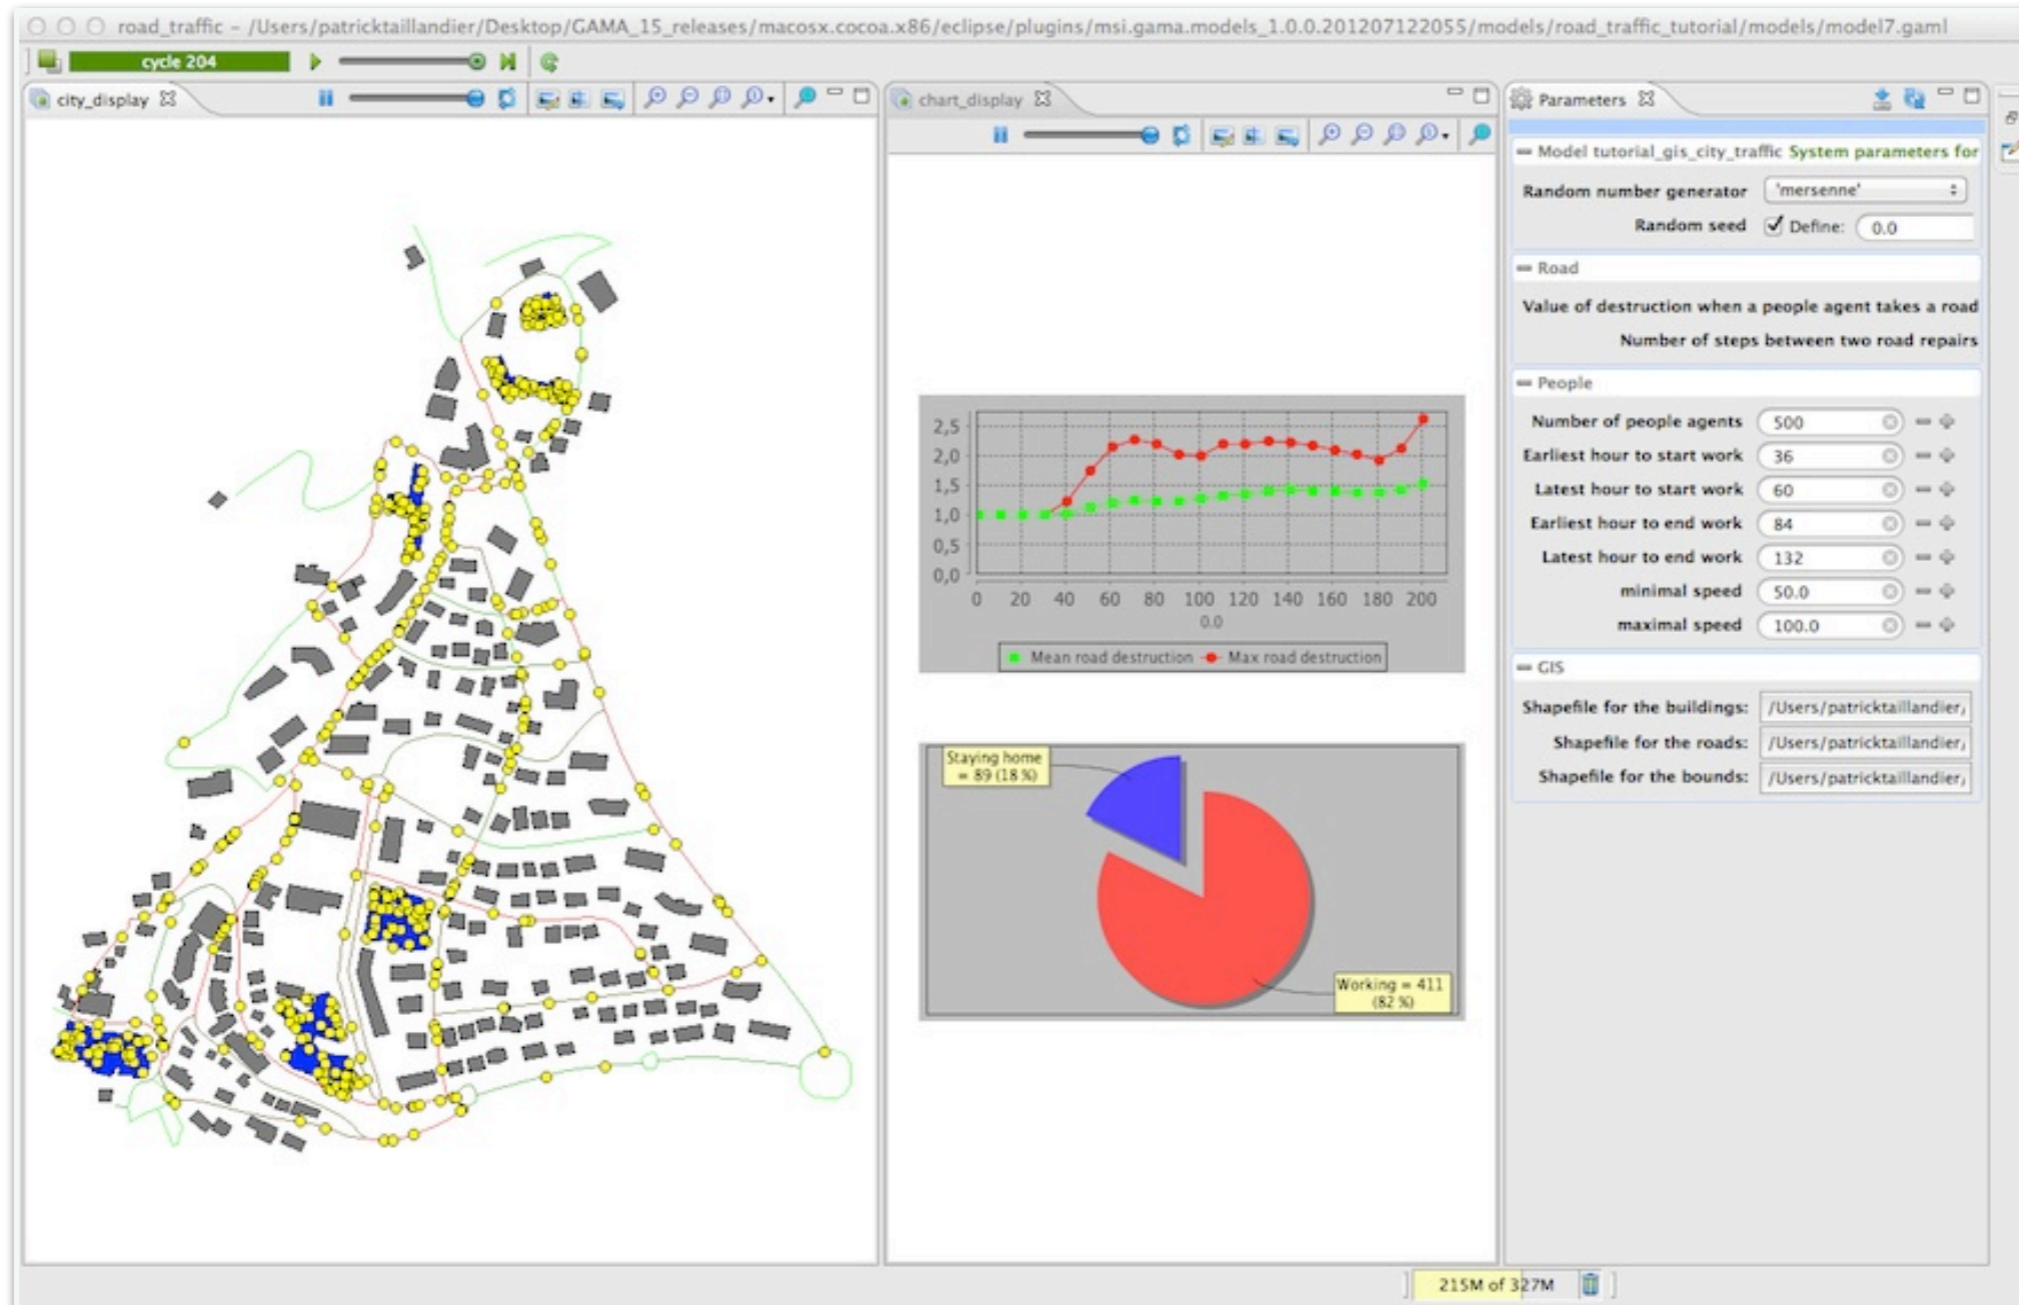 road_traffic - /Users/patricktaillandier/Desktop/GAMA_15_releases/macosx.cocoa.x86/eclipse/plugins/msi.gama.models_1.0.0.201207122055/models/road_traffic_tutorial/models/model7.gaml
cycle 204
city_display
chart_display
2,5
2,0
1,5
1,0
0,5
0,0
0 20 40 60 80 100 120 140 160 180 200
0.0
Mean road destruction Max road destruction
Staying home
= 89 (18 %)
Working = 411
(82 %)
Parameters
Model tutorial_gis_city_traffic System parameters for
Random number generator 'mersenne'
Random seed Define: 0.0
Road
Value of destruction when a people agent takes a road
Number of steps between two road repairs
People
Number of people agents 500
Earliest hour to start work 36
Latest hour to start work 60
Earliest hour to end work 84
Latest hour to end work 132
minimal speed 50.0
maximal speed 100.0
GIS
Shapefile for the buildings: /Users/patricktaillandier/
Shapefile for the roads: /Users/patricktaillandier/
Shapefile for the bounds: /Users/patricktaillandier/
215M of 327M